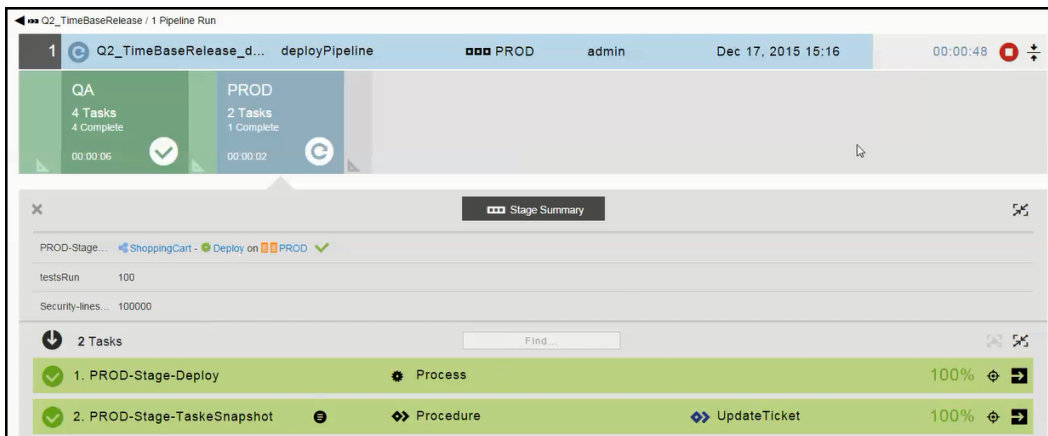 Q2_TimeBaseRelease / 1 Pipeline Run
1 Q2_TimeBaseRelease_d... deployPipeline PROD admin Dec 17, 2015 15:16 00:00:48
QA PROD
4 Tasks 2 Tasks
4 Complete 1 Complete
00:00:06 00:00:02
Stage Summary
PROD-Stage... ShoppingCart - Deploy on PROD
testsRun 100
Security-lines... 100000
2 Tasks Find...
1. PROD-Stage-Deploy Process 100%
2. PROD-Stage-TaskeSnapshot Procedure UpdateTicket 100%